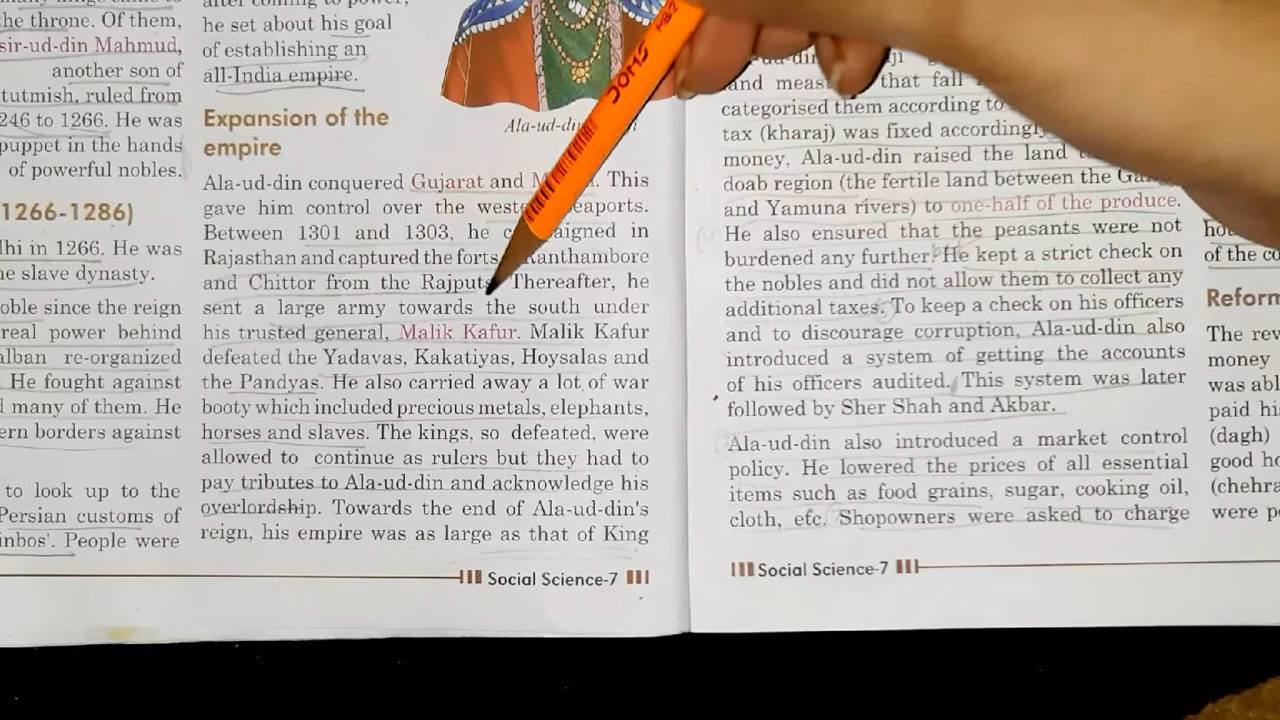 the throne. Of them,
sir-ud-din Mahmud,
another son of
tutmish, ruled from
246 to 1266. He was
puppet in the hands
of powerful nobles.
1266-1286)
lhi in 1266. He was
ne slave dynasty.
oble since the reign
real power behind
alban re-organized
He fought against
d many of them. He
ern borders against
to look up to the
Persian customs of
inbos'. People were
after coming to power,
he set about his goal
of establishing an
all-India empire.
Expansion of the
empire
Ala-ud-din conquered Gujarat and This
gave him control over the seaports.
Between 1301 and 1303, he in
Rajasthan and captured the forts Ranthambore
and Chittor from the Rajputs. Thereafter, he
sent a large army towards the south under
his trusted general, Malik Kafur. Malik Kafur
defeated the Yadavas, Kakatiyas, Hoysalas and
the Pandyas. He also carried away a lot of war
booty which included precious metals, elephants,
horses and slaves. The kings, so defeated, were
allowed to continue as rulers but they had to
pay tributes to Ala-ud-din and acknowledge his
overlordship. Towards the end of Ala-ud-din's
reign, his empire was as large as that of King
Social Science-7
Ala-ud-din
DOMS HB/2
and that fall
categorised them according to
tax (kharaj) was fixed accordingly
money, Ala-ud-din raised the land
doab region (the fertile land between the
and Yamuna rivers) to one-half of the produce.
He also ensured that the peasants were not
burdened any further. He kept a strict check on
the nobles and did not allow them to collect any
additional taxes. To keep a check on his officers
and to discourage corruption, Ala-ud-din also
introduced a system of getting the accounts
of his officers audited. This system was later
followed by Sher Shah and Akbar.
Ala-ud-din also introduced a market control
policy. He lowered the prices of all essential
items such as food grains, sugar, cooking oil,
cloth, etc. Shopowners were asked to charge
Social Science-7
of the co
Reform
The rev
money
was abl
paid his
(dagh)
good ho
(chehra
were p